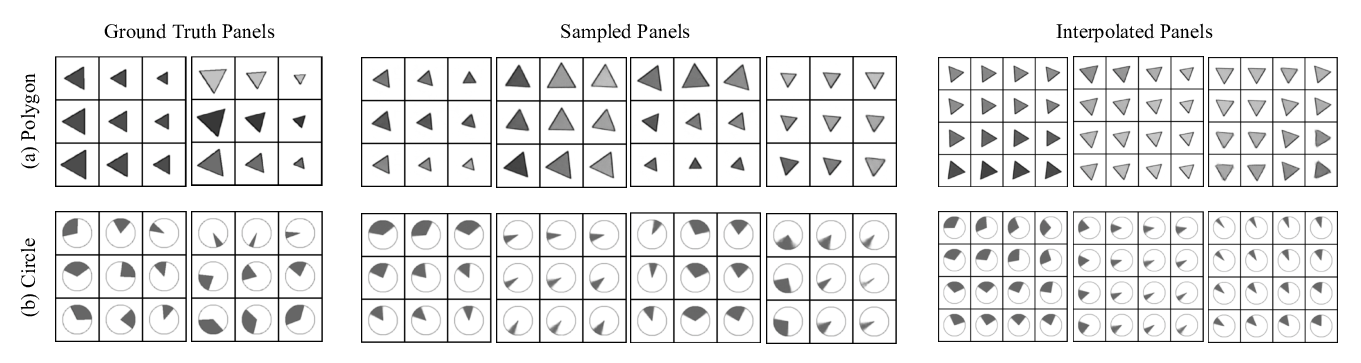 Ground Truth Panels
Sampled Panels
Interpolated Panels
(a) Polygon
(b) Circle